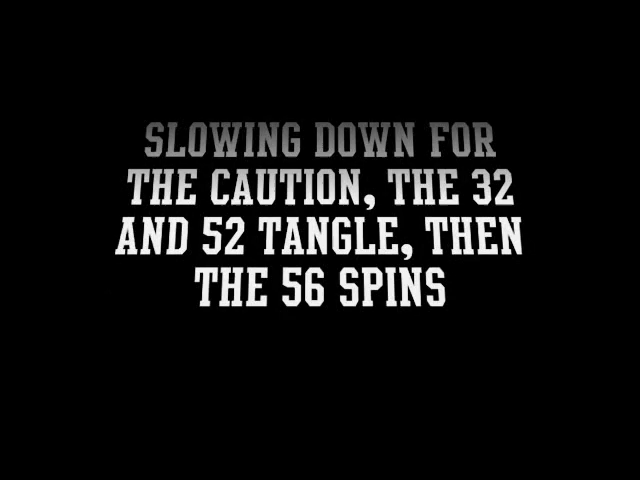 SLOWING DOWN FOR
THE CAUTION, THE 32
AND 52 TANGLE, THEN
THE 56 SPINS